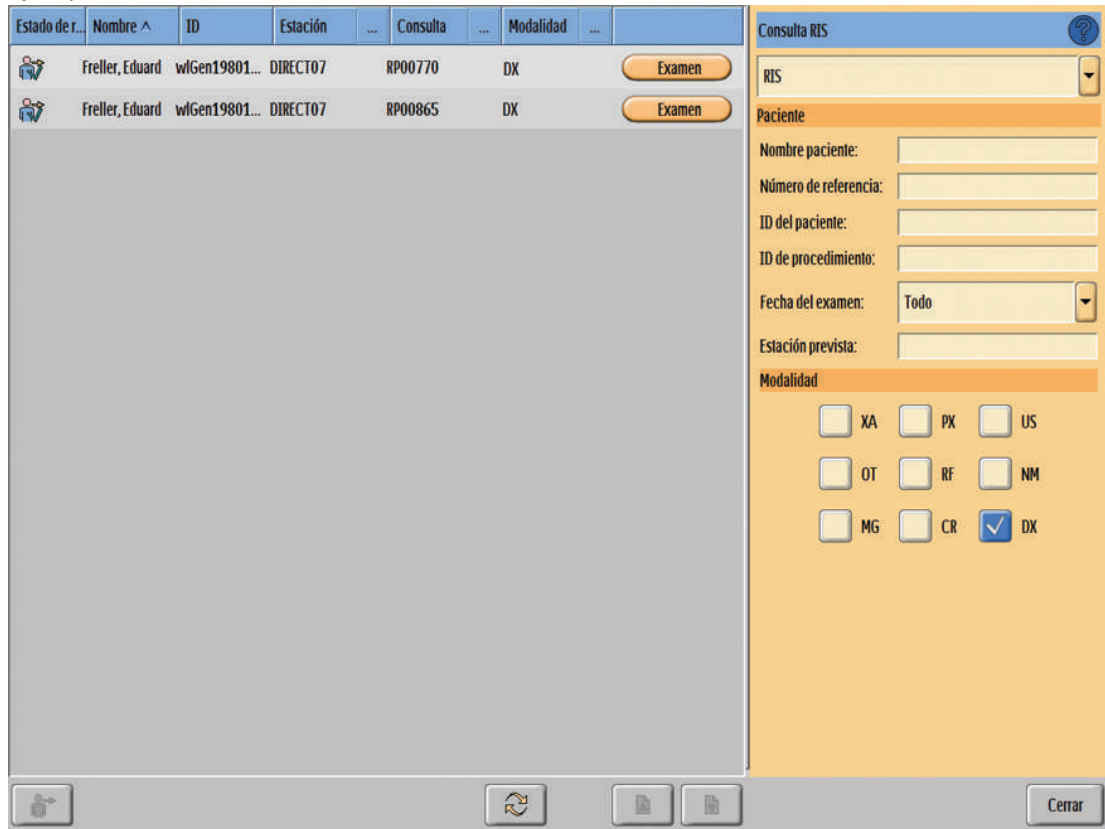 Estado de r... Nombre ^ ID Estación ... Consulta ... Modalidad ...
Freller, Eduard wlGen19801... DIRECT07 RP00770 DX Examen
Freller, Eduard wlGen19801... DIRECT07 RP00865 DX Examen
Consulta RIS ?
RIS
Paciente
Nombre paciente:
Número de referencia:
ID del paciente:
ID de procedimiento:
Fecha del examen: Todo
Estación prevista:
Modalidad
XA PX US
OT RF NM
MG CR DX
Cerrar